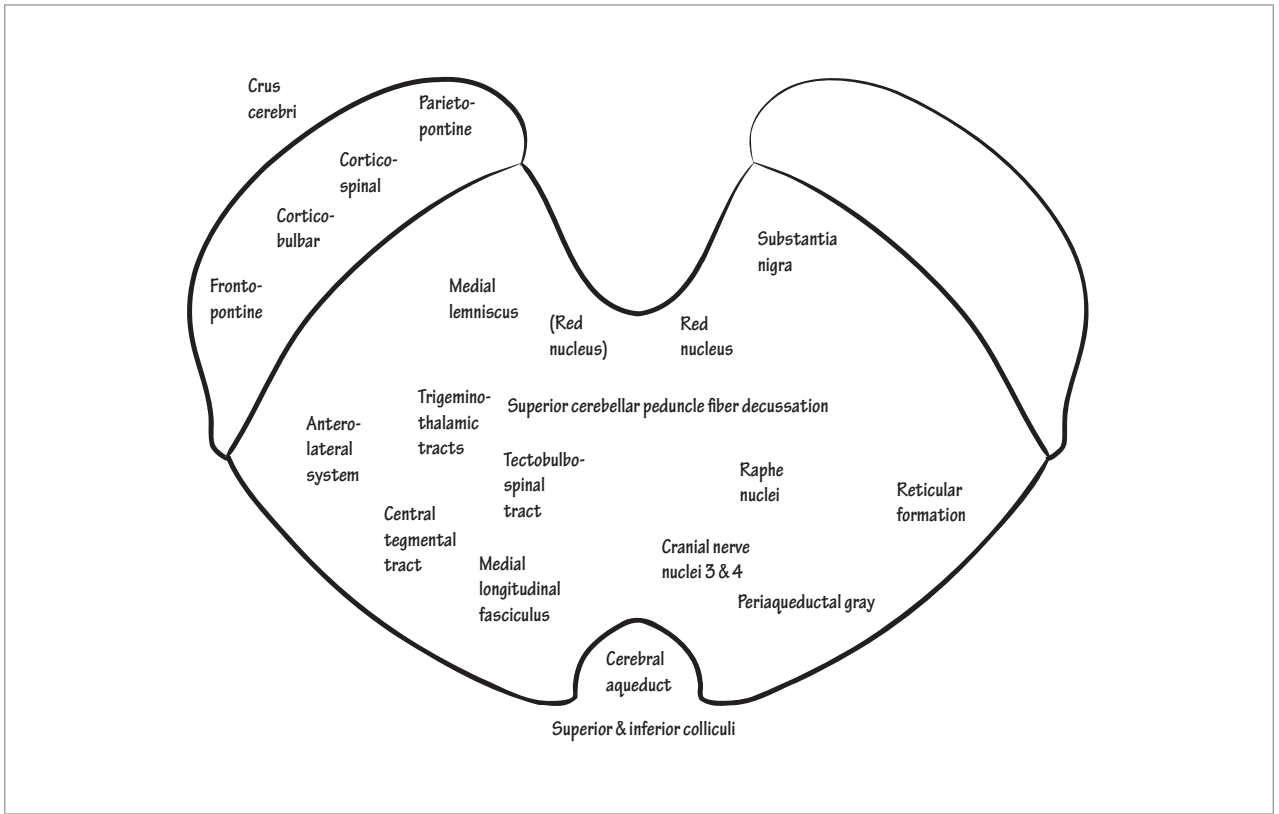 Crus
cerebri
Parieto-
pontine
Cortico-
spinal
Cortico-
bulbar
Fronto-
pontine
Substantia
nigra
Medial
lemniscus
(Red
nucleus)
Red
nucleus
Trigemino-
thalamic
tracts
Superior cerebellar peduncle fiber decussation
Antero-
lateral
system
Tectobulbo-
spinal
tract
Raphe
nuclei
Reticular
formation
Central
tegmental
tract
Medial
longitudinal
fasciculus
Cranial nerve
nuclei 3 & 4
Periaqueductal gray
Cerebral
aqueduct
Superior & inferior colliculi